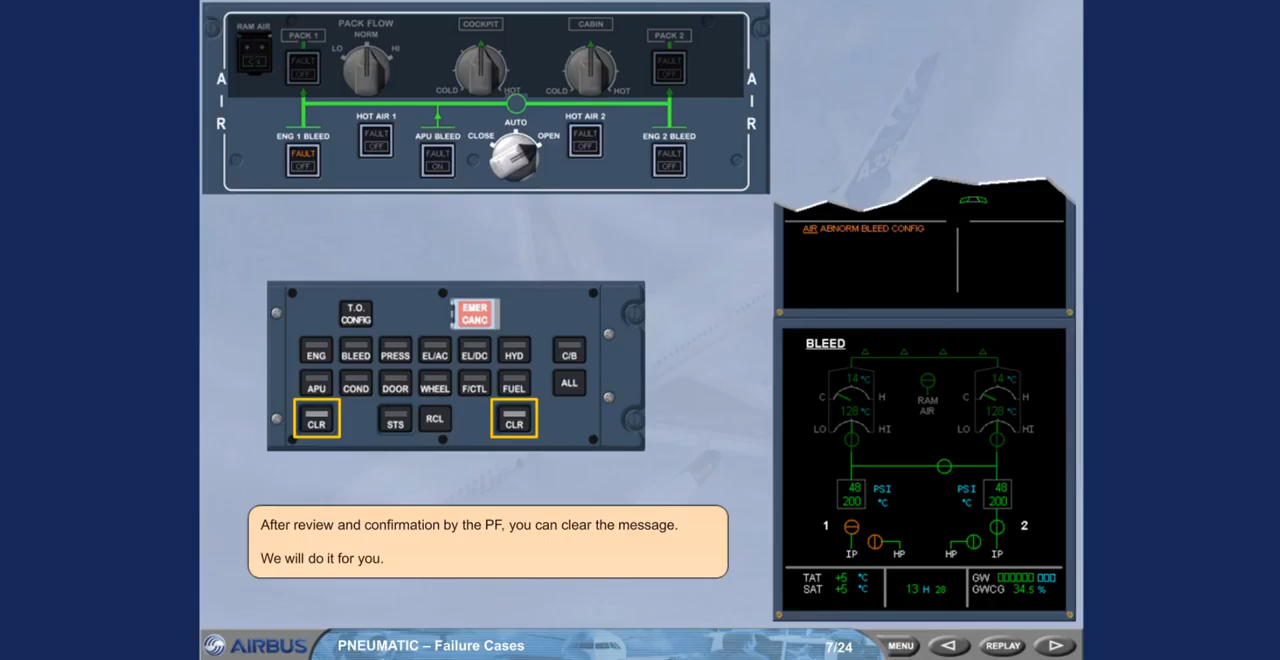 RAM AIR
PACK 1
PACK FLOW
LO NORM HI
COCKPIT
CABIN
PACK 2
FAULT
OFF
FAULT
OFF
COLD HOT
COLD HOT
A
I
R
A
I
R
ENG 1 BLEED
HOT AIR 1
APU BLEED
CLOSE AUTO OPEN
HOT AIR 2
ENG 2 BLEED
FAULT
OFF
FAULT
OFF
FAULT
ON
FAULT
OFF
FAULT
OFF
AIR ABNORM BLEED CONFIG
T.O.
CONFIG
EMER
CANC
ENG BLEED PRESS EL/AC EL/DC HYD C/B
APU COND DOOR WHEEL F/CTL FUEL ALL
CLR STS RCL CLR
BLEED
14 °C
14 °C
C H
C H
RAM
AIR
128 °C
128 °C
LO HI
LO HI
48 PSI
200 °C
PSI 48
°C 200
1
2
IP HP
HP IP
TAT +5 °C
SAT +5 °C
13 H 28
GW
GWCG 34.5 %
After review and confirmation by the PF, you can clear the message.
We will do it for you.
AIRBUS
PNEUMATIC – Failure Cases
7/24
MENU
REPLAY